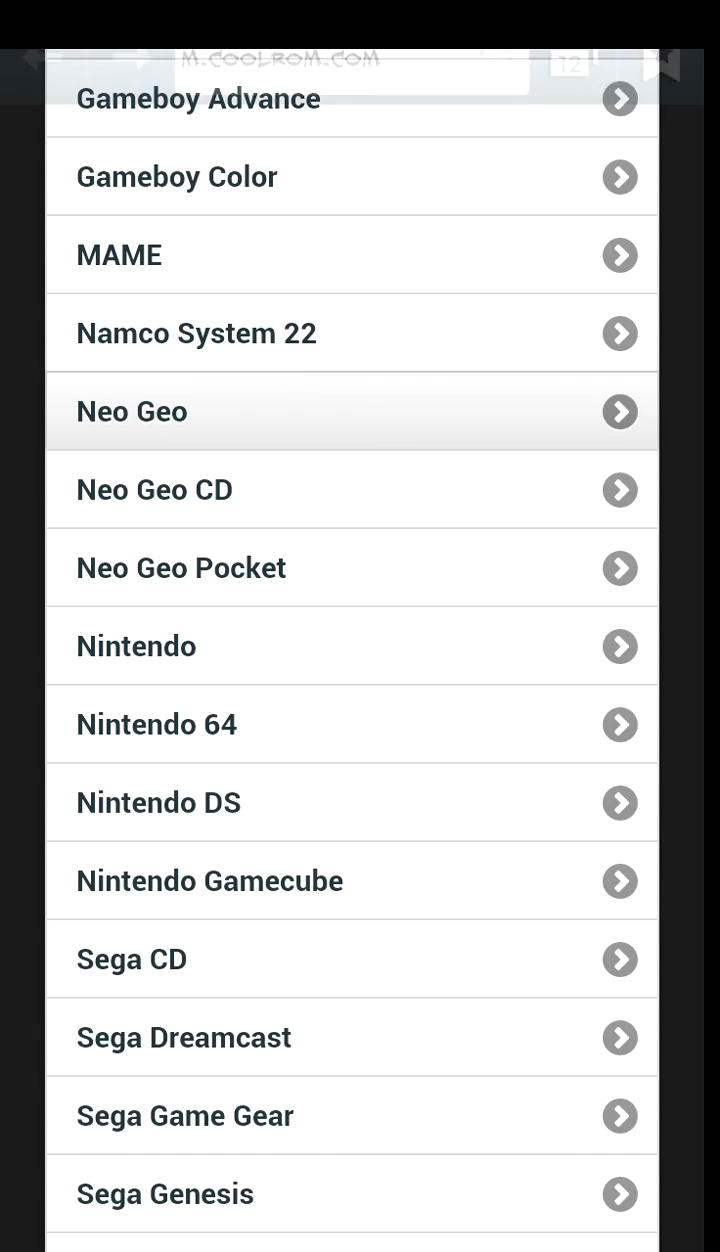 M.COOLROM.COM
12
Gameboy Advance
Gameboy Color
MAME
Namco System 22
Neo Geo
Neo Geo CD
Neo Geo Pocket
Nintendo
Nintendo 64
Nintendo DS
Nintendo Gamecube
Sega CD
Sega Dreamcast
Sega Game Gear
Sega Genesis